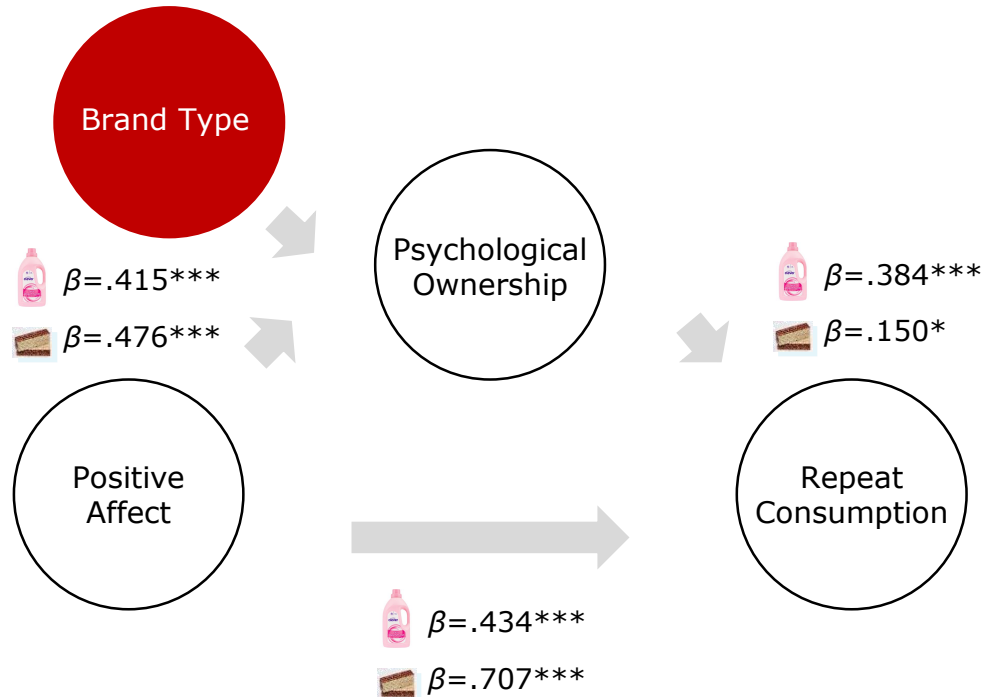 Brand Type
Psychological
Ownership
β=.415***
β=.476***
β=.384***
β=.150*
Positive
Affect
Repeat
Consumption
β=.434***
β=.707***